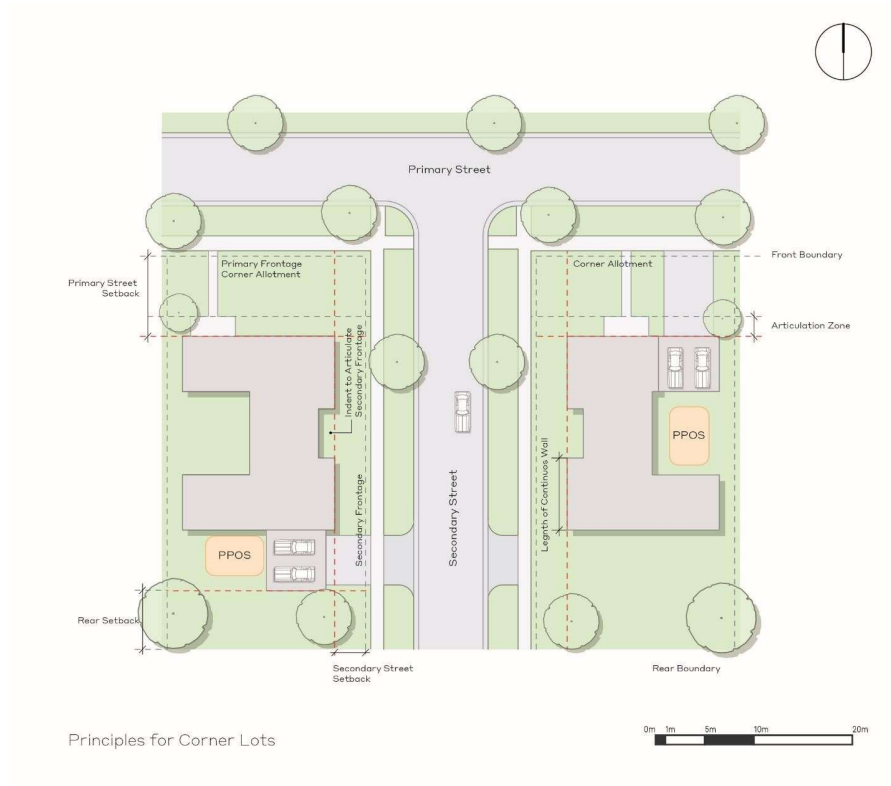 Primary Street
Primary Frontage
Corner Allotment
Corner Allotment
Front Boundary
Primary Street
Setback
Articulation Zone
Indent to Articulate
Secondary Frontage
PPOS
Legnth of Continuos Wall
Secondary Street
Secondary Frontage
PPOS
Rear Setback
Secondary Street
Setback
Rear Boundary
Principles for Corner Lots
0m 1m 5m 10m 20m